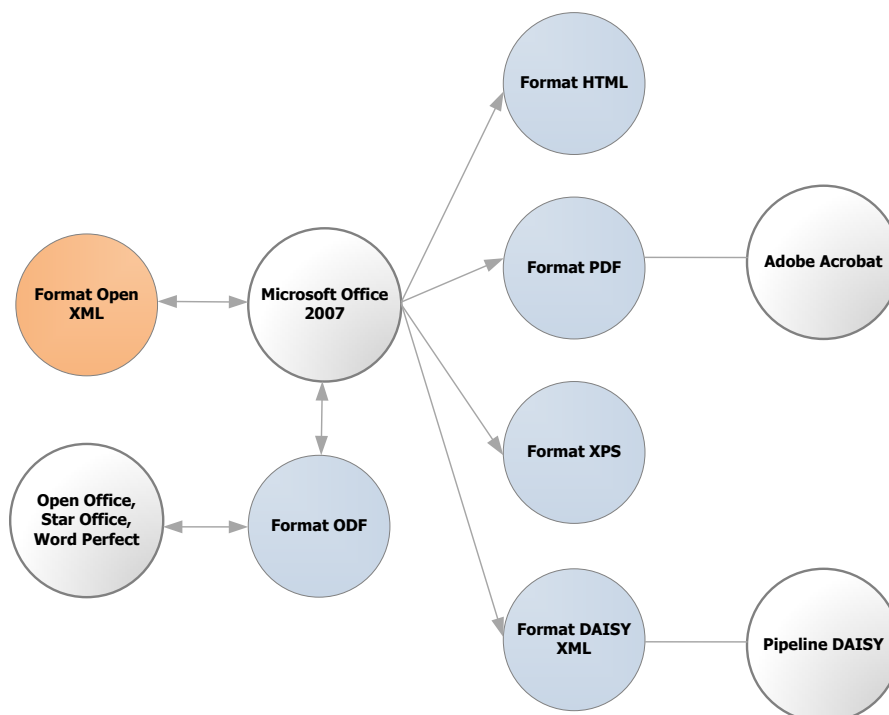 Format HTML
Format PDF
Adobe Acrobat
Format Open
XML
Microsoft Office
2007
Format XPS
Open Office,
Star Office,
Word Perfect
Format ODF
Format DAISY
XML
Pipeline DAISY